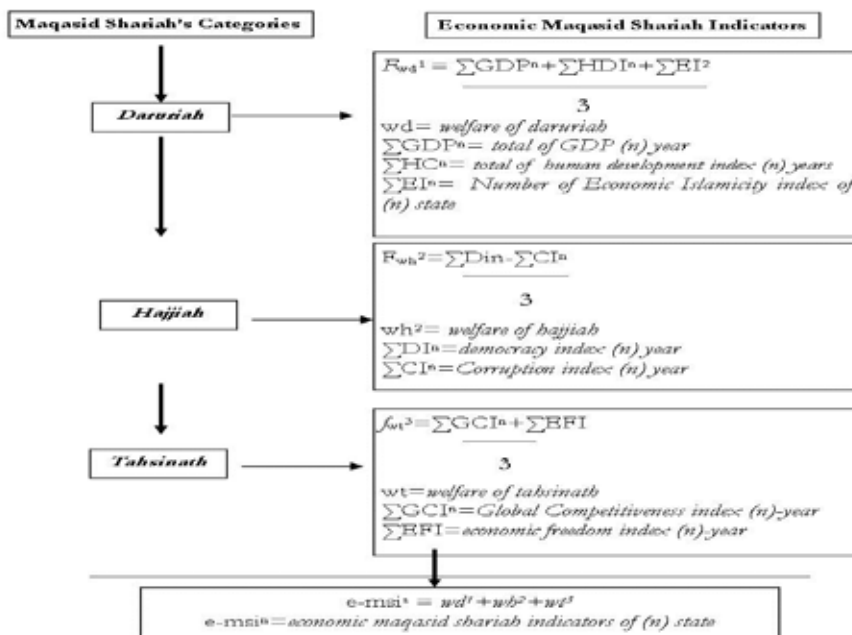 Maqasid Shariah's Categories
Economic Maqasid Shariah Indicators
Daruriah
F_wd¹ = ∑GDPⁿ+∑HDIⁿ+∑EI²
3
wd= welfare of daruriah
∑GDPⁿ= total of GDP (n) year
∑HCⁿ= total of human development index (n) years
∑EIⁿ= Number of Economic Islamicity index of
(n) state
Hajjiah
F_wh²=∑Din-∑CIⁿ
3
wh²= welfare of hajjiah
∑DIⁿ=democracy index (n) year
∑CIⁿ=Corruption index (n) year
Tahsinath
f_wt³=∑GCIⁿ+∑EFI
3
wt=welfare of tahsinath
∑GCIⁿ=Global Competitiveness index (n)-year
∑EFI=economic freedom index (n)-year
e-msiˢ = wd¹+wh²+wt³
e-msiⁿ=economic maqasid shariah indicators of (n) state